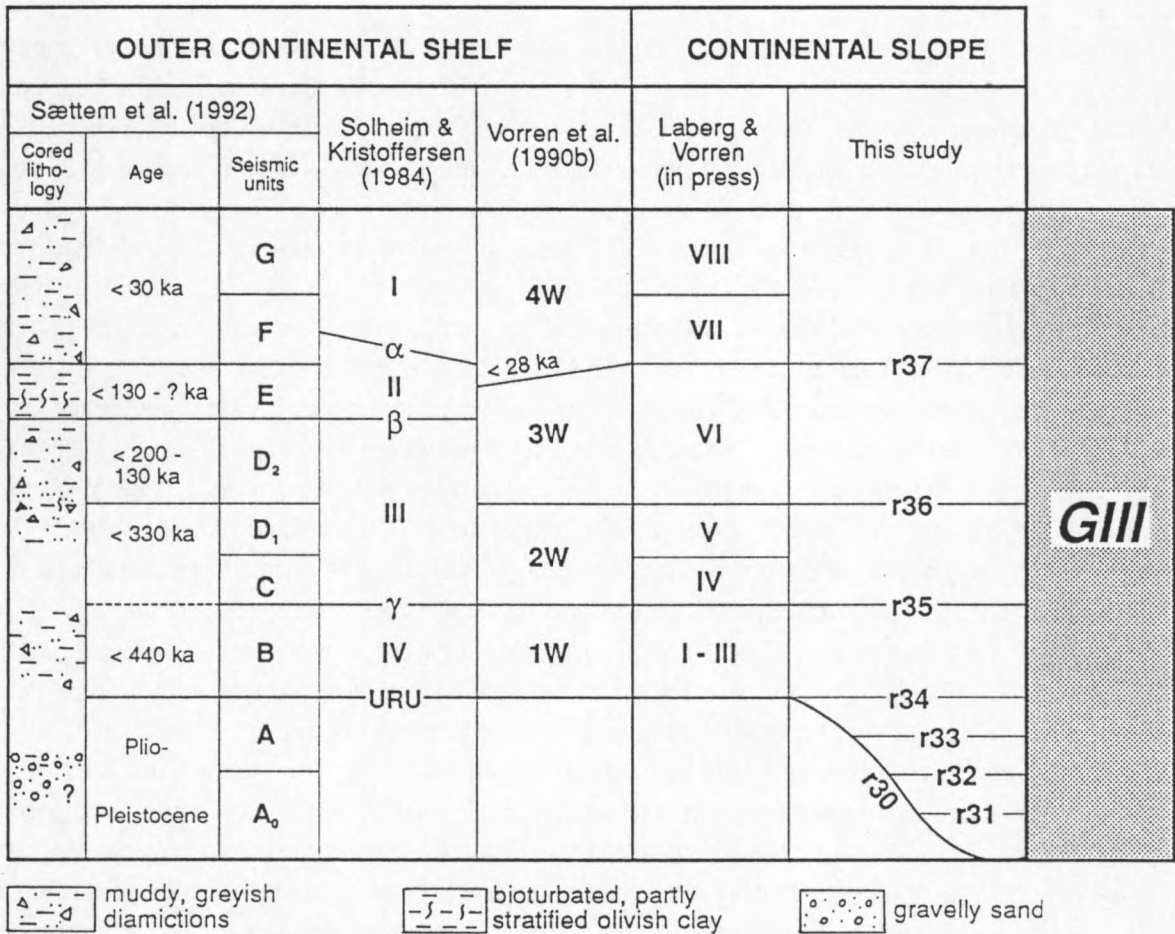 OUTER CONTINENTAL SHELF
CONTINENTAL SLOPE
Sættem et al. (1992)
Cored
litho-
logy
Age
Seismic
units
Solheim &
Kristoffersen
(1984)
Vorren et al.
(1990b)
Laberg &
Vorren
(in press)
This study
G
I
4W
VIII
< 30 ka
F
α
< 28 ka
VII
r37
< 130 - ? ka
E
II
β
3W
VI
< 200 -
130 ka
D2
III
r36
< 330 ka
D1
2W
V
C
IV
γ
r35
GIII
< 440 ka
B
IV
1W
I - III
URU
r34
Plio-
A
r33
r30
r32
?
Pleistocene
A0
r31
muddy, greyish
diamictions
bioturbated, partly
stratified olivish clay
gravelly sand